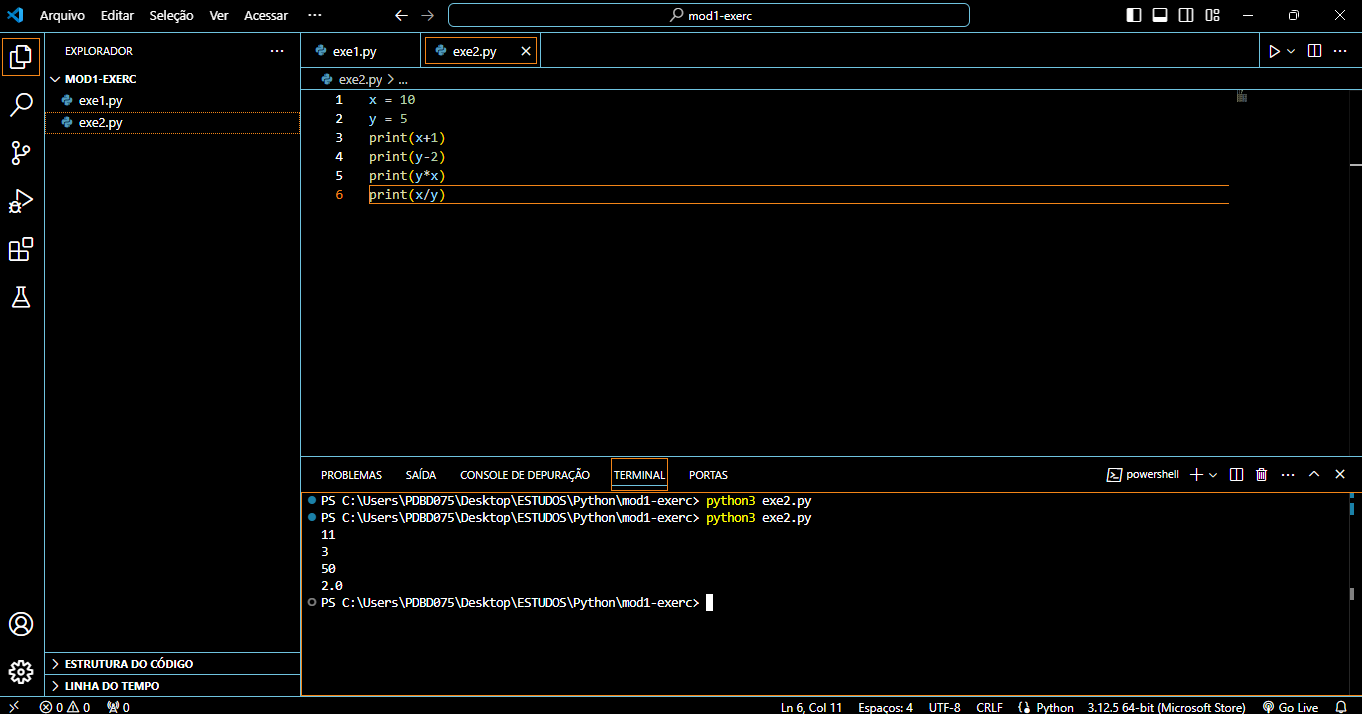 Arquivo Editar Seleção Ver Acessar ··· mod1-exerc
EXPLORADOR ···
MOD1-EXERC
exe1.py
exe2.py
ESTRUTURA DO CÓDIGO
LINHA DO TEMPO
exe1.py exe2.py
exe2.py > ...
1 x = 10
2 y = 5
3 print(x+1)
4 print(y-2)
5 print(y*x)
6 print(x/y)
PROBLEMAS SAÍDA CONSOLE DE DEPURAÇÃO TERMINAL PORTAS powershell
PS C:\Users\PDBD075\Desktop\ESTUDOS\Python\mod1-exerc> python3 exe2.py
PS C:\Users\PDBD075\Desktop\ESTUDOS\Python\mod1-exerc> python3 exe2.py
11
3
50
2.0
PS C:\Users\PDBD075\Desktop\ESTUDOS\Python\mod1-exerc>
0 0 0 Ln 6, Col 11 Espaços: 4 UTF-8 CRLF Python 3.12.5 64-bit (Microsoft Store) Go Live